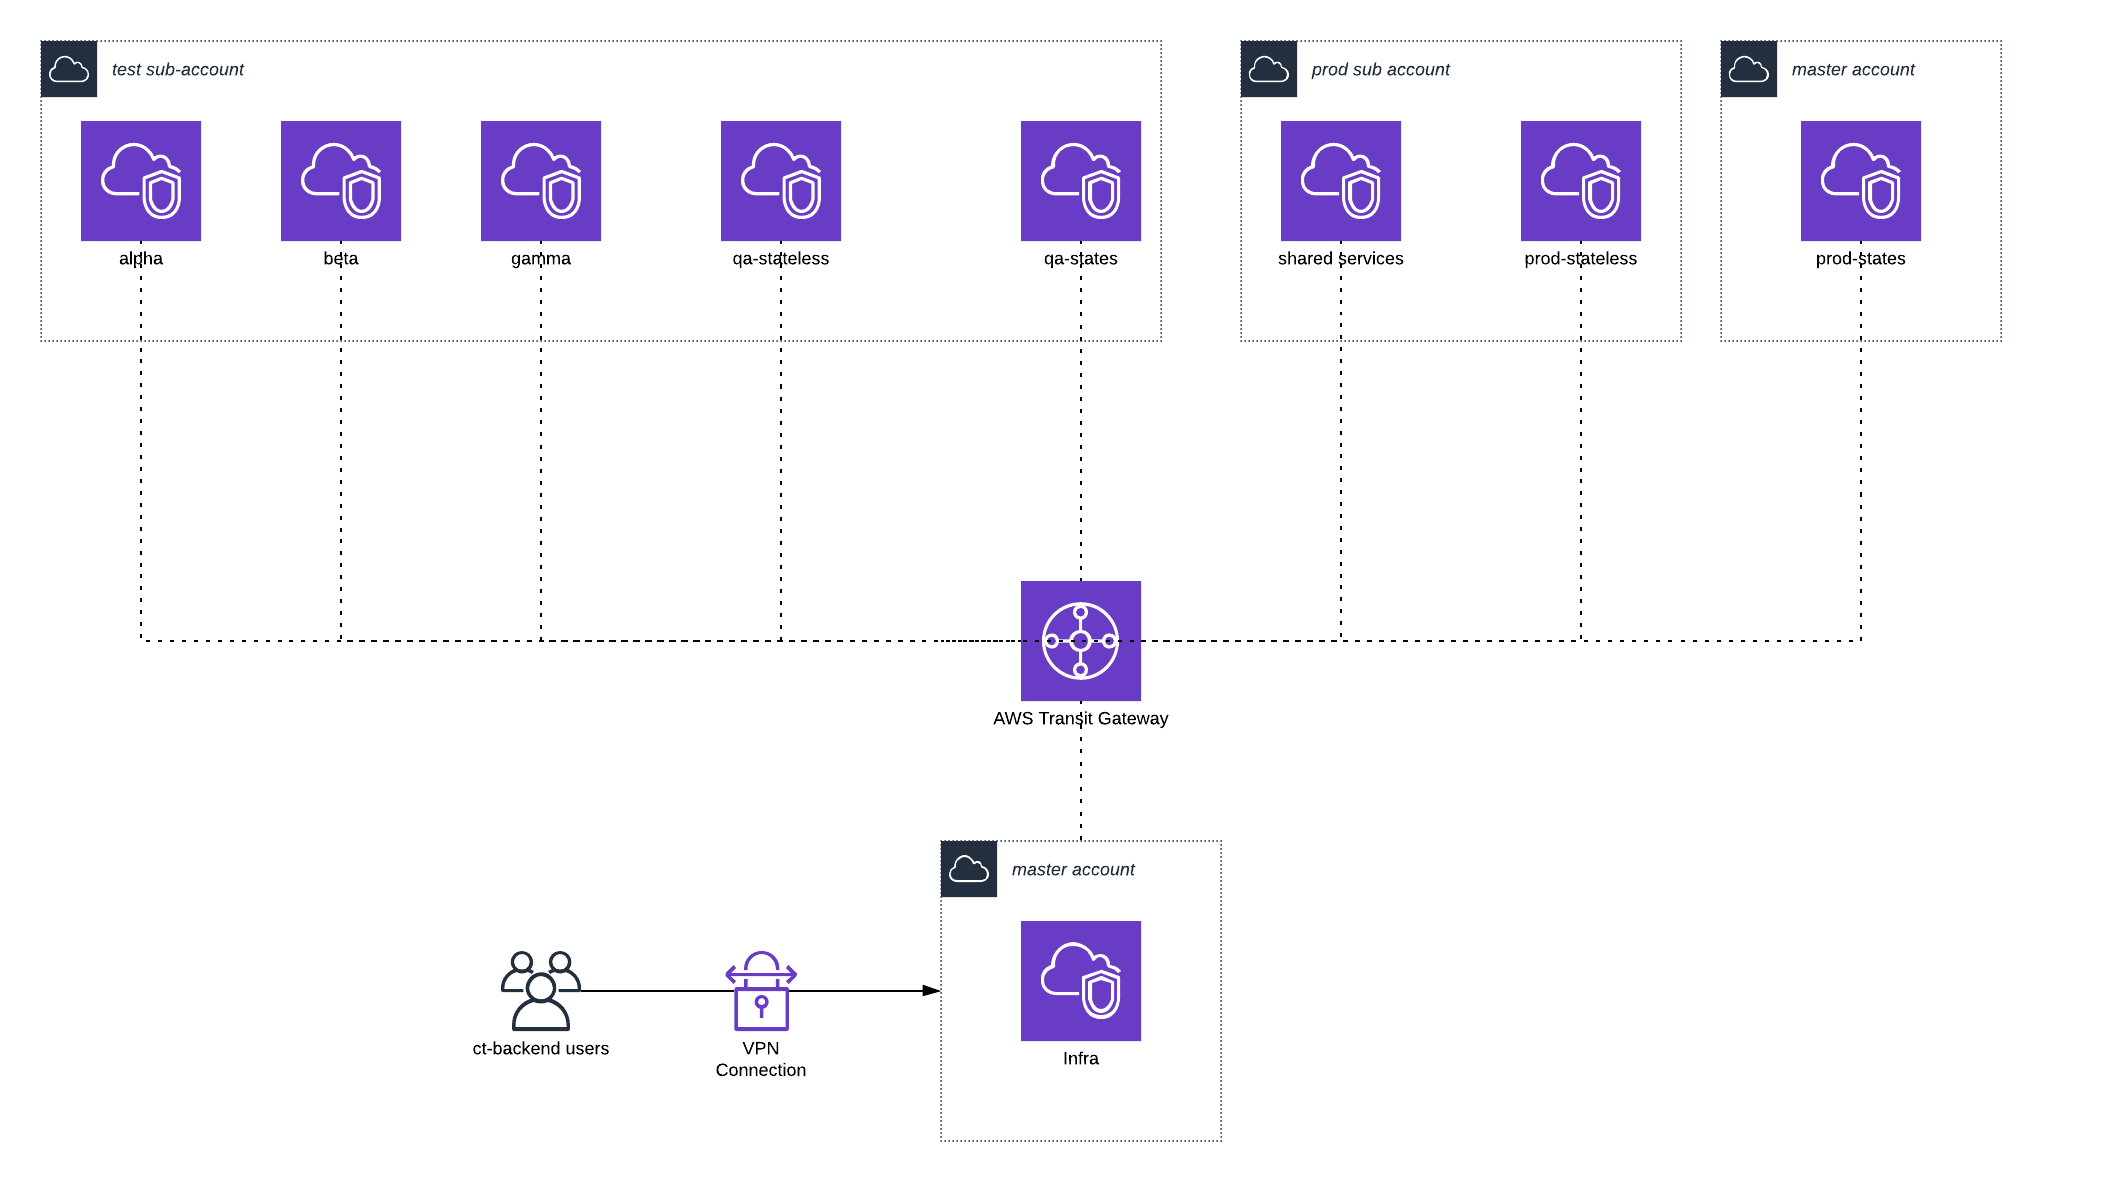 test sub-account
prod sub account
master account
alpha
beta
gamma
qa-stateless
qa-states
shared services
prod-stateless
prod-states
AWS Transit Gateway
master account
ct-backend users
VPN
Connection
Infra